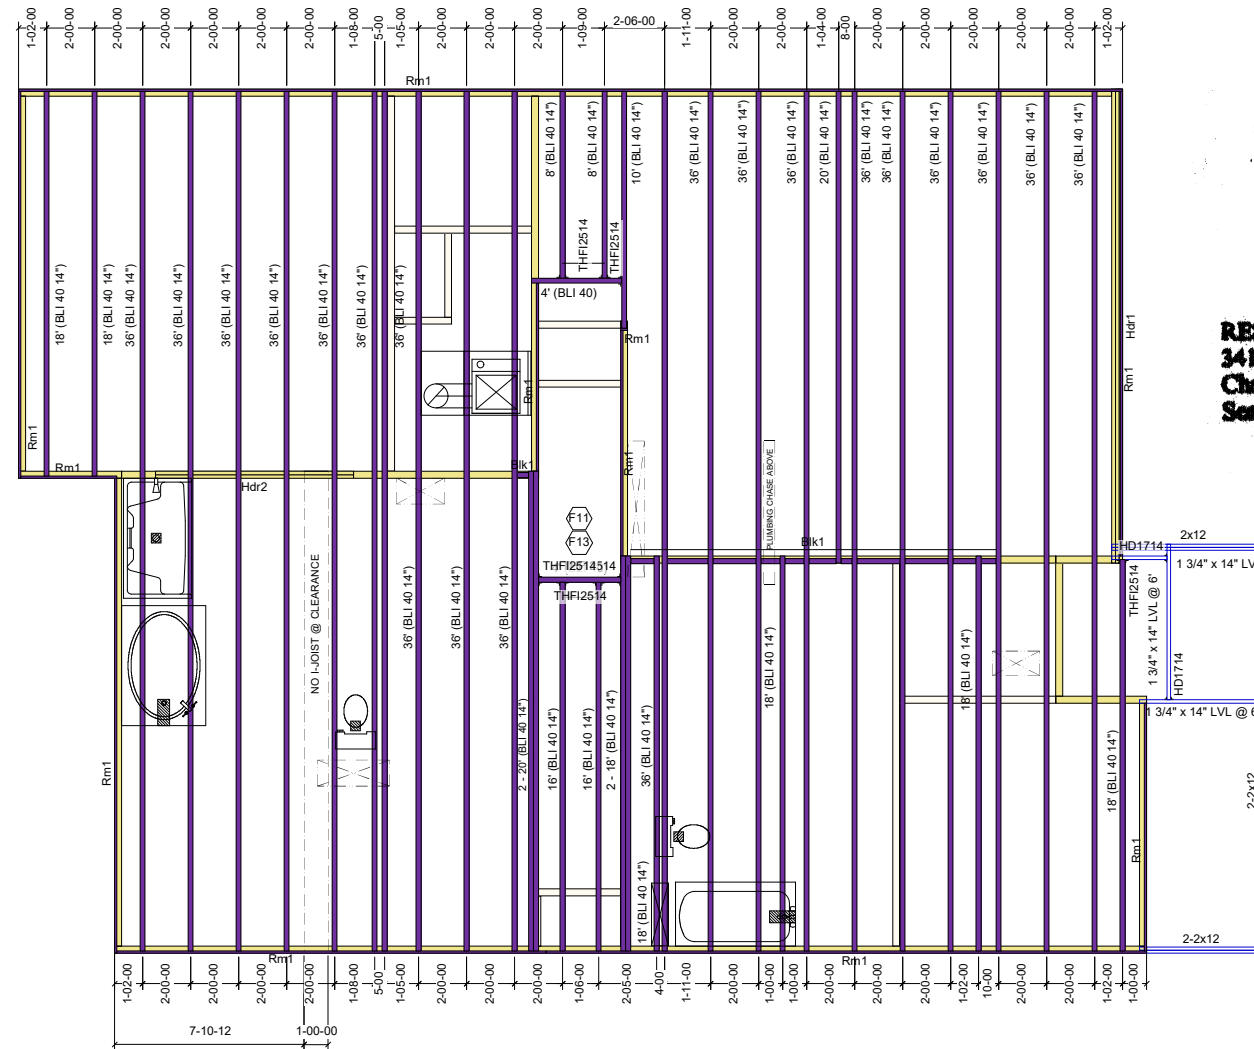 1-02-00
2-00-00
2-00-00
2-00-00
2-00-00
2-00-00
1-08-00
5-00
1-05-00
2-00-00
2-00-00
2-00-00
1-09-00
2-06-00
1-11-00
2-00-00
2-00-00
1-04-00
8-00
2-00-00
2-00-00
2-00-00
2-00-00
2-00-00
1-02-00
Rm1
8' (BLI 40 14")
8' (BLI 40 14")
10' (BLI 40 14")
36' (BLI 40 14")
36' (BLI 40 14")
36' (BLI 40 14")
20' (BLI 40 14")
36' (BLI 40 14")
36' (BLI 40 14")
36' (BLI 40 14")
36' (BLI 40 14")
36' (BLI 40 14")
36' (BLI 40 14")
THFI2514
THFI2514
4' (BLI 40)
18' (BLI 40 14")
18' (BLI 40 14")
36' (BLI 40 14")
36' (BLI 40 14")
36' (BLI 40 14")
36' (BLI 40 14")
36' (BLI 40 14")
36' (BLI 40 14")
36' (BLI 40 14")
Rm1
Hdr1
Rm1
Rm1
Rm1
Rm1
Rm1
Blk1
Hdr2
PLUMBING CHASE ABOVE
F11
F13
Blk1
2x12
HD1714
THFI2514514
THFI2514
THFI2514
1 3/4" x 14" LV
1 3/4" x 14" LVL @ 6'
HD1714
1 3/4" x 14" LVL @ 6
NO I-JOIST @ CLEARANCE
36' (BLI 40 14")
36' (BLI 40 14")
36' (BLI 40 14")
18' (BLI 40 14")
18' (BLI 40 14")
2 - 20' (BLI 40 14")
16' (BLI 40 14")
16' (BLI 40 14")
2 - 18' (BLI 40 14")
36' (BLI 40 14")
18' (BLI 40 14")
18' (BLI 40 14")
Rm1
Rm1
2-2x12
2-2x12
Rm1
Rm1
1-02-00
2-00-00
2-00-00
2-00-00
2-00-00
1-08-00
5-00
1-05-00
2-00-00
2-00-00
2-00-00
1-06-00
2-05-00
4-00
1-11-00
2-00-00
1-00-00
1-00-00
2-00-00
2-00-00
2-00-00
1-02-00
10-00
2-00-00
2-00-00
1-02-00
1-00-00
7-10-12
1-00-00